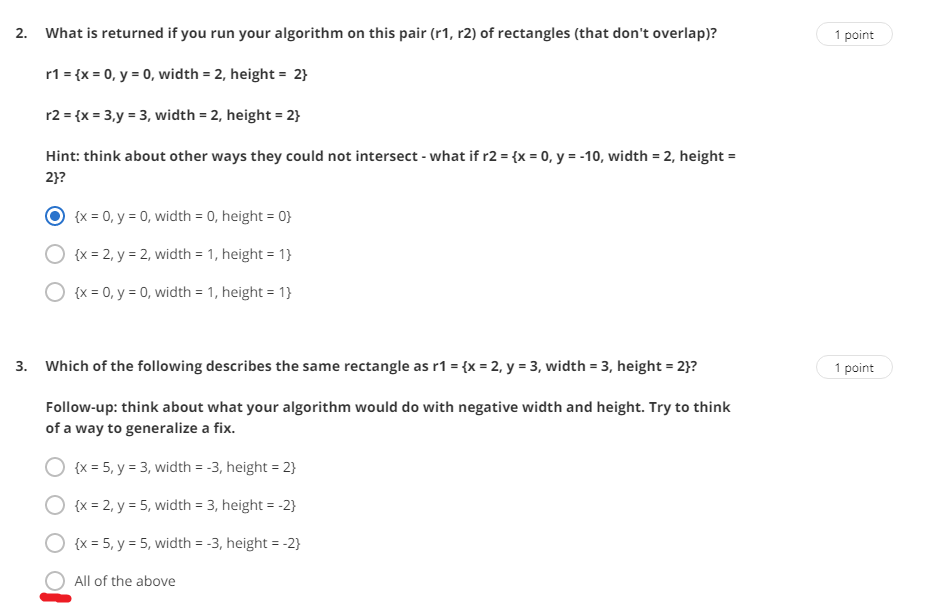 2. What is returned if you run your algorithm on this pair (r1, r2) of rectangles (that don't overlap)?
1 point
r1 = {x = 0, y = 0, width = 2, height =  2}
r2 = {x = 3,y = 3, width = 2, height = 2}
Hint: think about other ways they could not intersect - what if r2 = {x = 0, y = -10, width = 2, height =
2}?
{x = 0, y = 0, width = 0, height = 0}
{x = 2, y = 2, width = 1, height = 1}
{x = 0, y = 0, width = 1, height = 1}
3. Which of the following describes the same rectangle as r1 = {x = 2, y = 3, width = 3, height = 2}?
1 point
Follow-up: think about what your algorithm would do with negative width and height. Try to think
of a way to generalize a fix.
{x = 5, y = 3, width = -3, height = 2}
{x = 2, y = 5, width = 3, height = -2}
{x = 5, y = 5, width = -3, height = -2}
All of the above